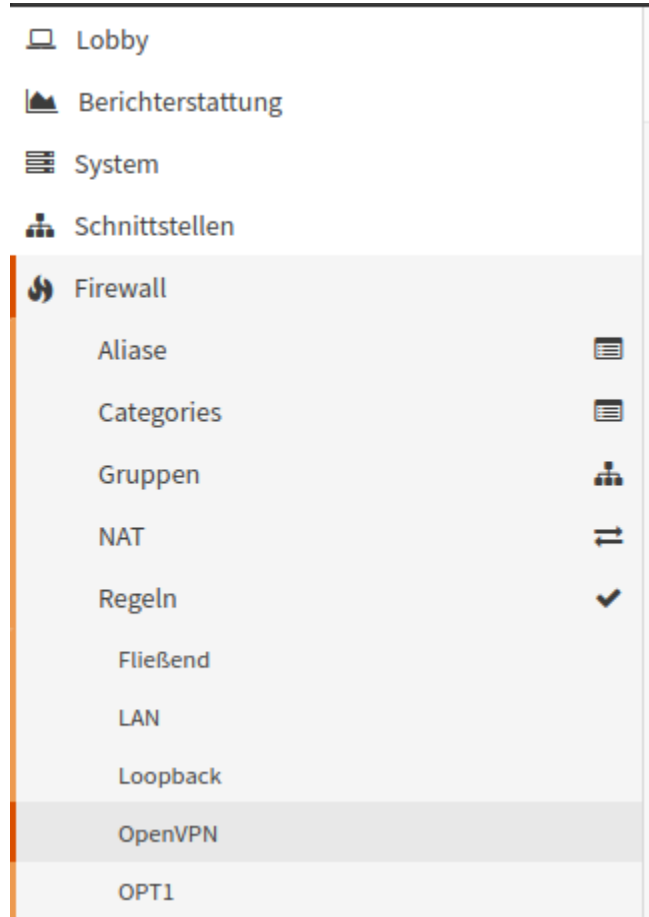 Lobby
Berichterstattung
System
Schnittstellen
Firewall
Aliase
Categories
Gruppen
NAT
Regeln
Fließend
LAN
Loopback
OpenVPN
OPT1